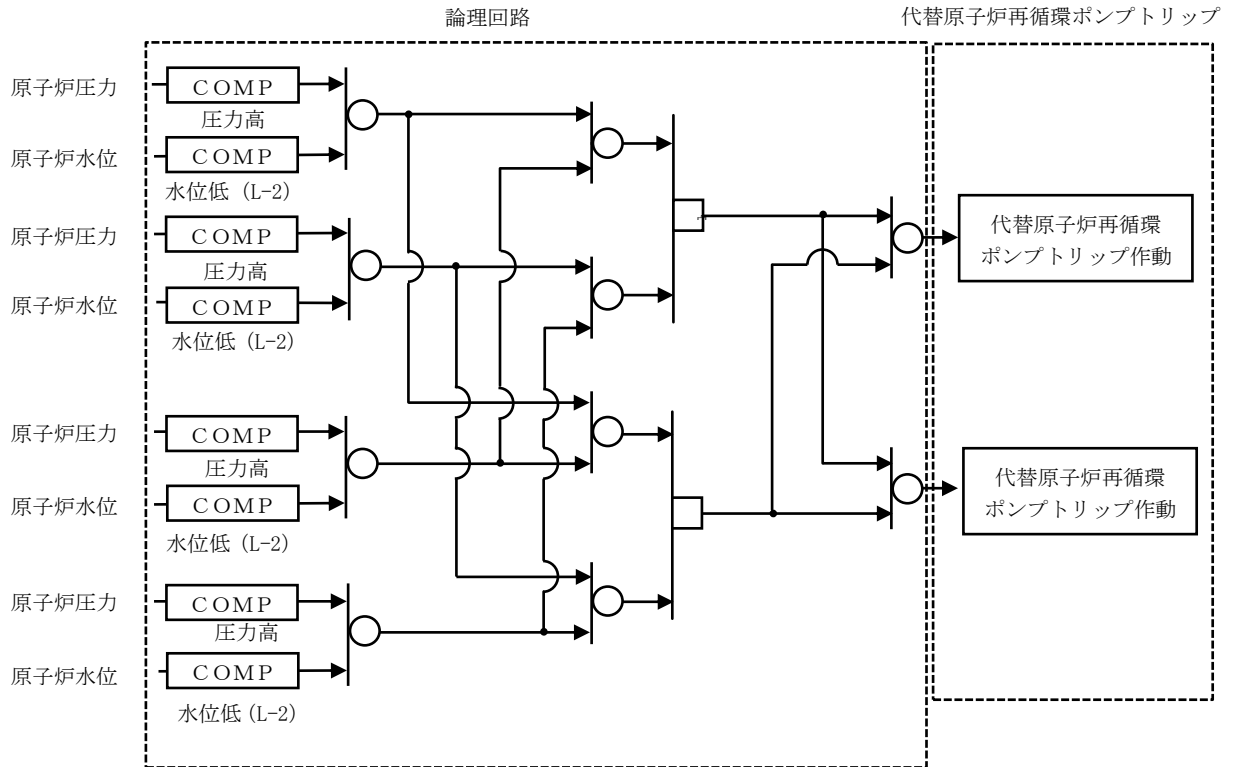 論理回路
代替原子炉再循環ポンプトリップ
原子炉圧力
ＣＯＭＰ
圧力高
原子炉水位
ＣＯＭＰ
水位低 (L-2)
原子炉圧力
ＣＯＭＰ
圧力高
原子炉水位
ＣＯＭＰ
水位低 (L-2)
代替原子炉再循環
ポンプトリップ作動
原子炉圧力
ＣＯＭＰ
圧力高
原子炉水位
ＣＯＭＰ
水位低 (L-2)
代替原子炉再循環
ポンプトリップ作動
原子炉圧力
ＣＯＭＰ
圧力高
原子炉水位
ＣＯＭＰ
水位低 (L-2)